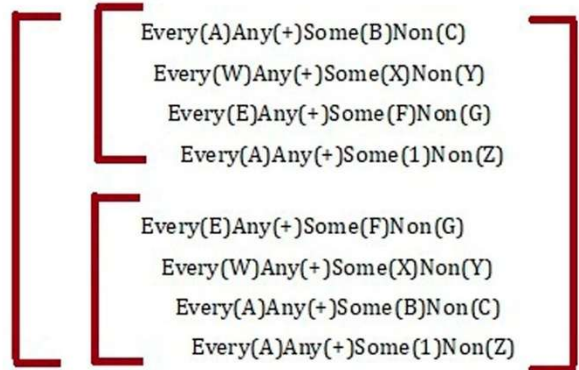 Every(A)Any(+)Some(B)Non(C)
Every(W)Any(+)Some(X)Non(Y)
Every(E)Any(+)Some(F)Non(G)
Every(A)Any(+)Some(1)Non(Z)
Every(E)Any(+)Some(F)Non(G)
Every(W)Any(+)Some(X)Non(Y)
Every(A)Any(+)Some(B)Non(C)
Every(A)Any(+)Some(1)Non(Z)